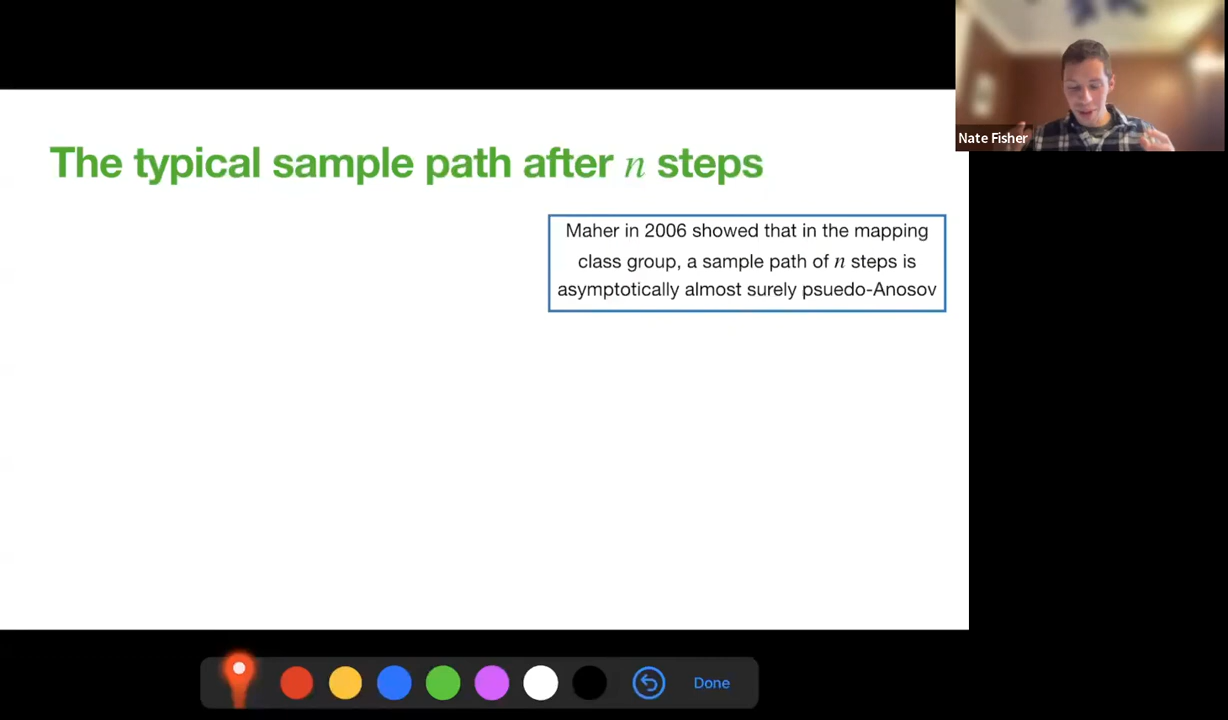 The typical sample path after n steps
Maher in 2006 showed that in the mapping
class group, a sample path of n steps is
asymptotically almost surely psuedo-Anosov
Nate Fisher
Done